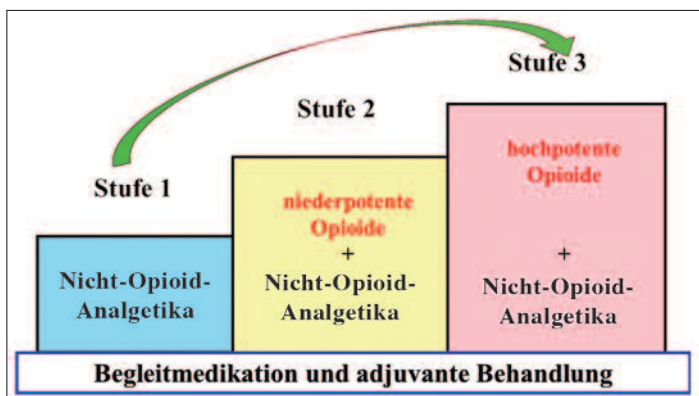 Stufe 1
Nicht-Opioid-
Analgetika
Stufe 2
niederpotente
Opioide
+
Nicht-Opioid-
Analgetika
Stufe 3
hochpotente
Opioide
+
Nicht-Opioid-
Analgetika
Begleitmedikation und adjuvante Behandlung